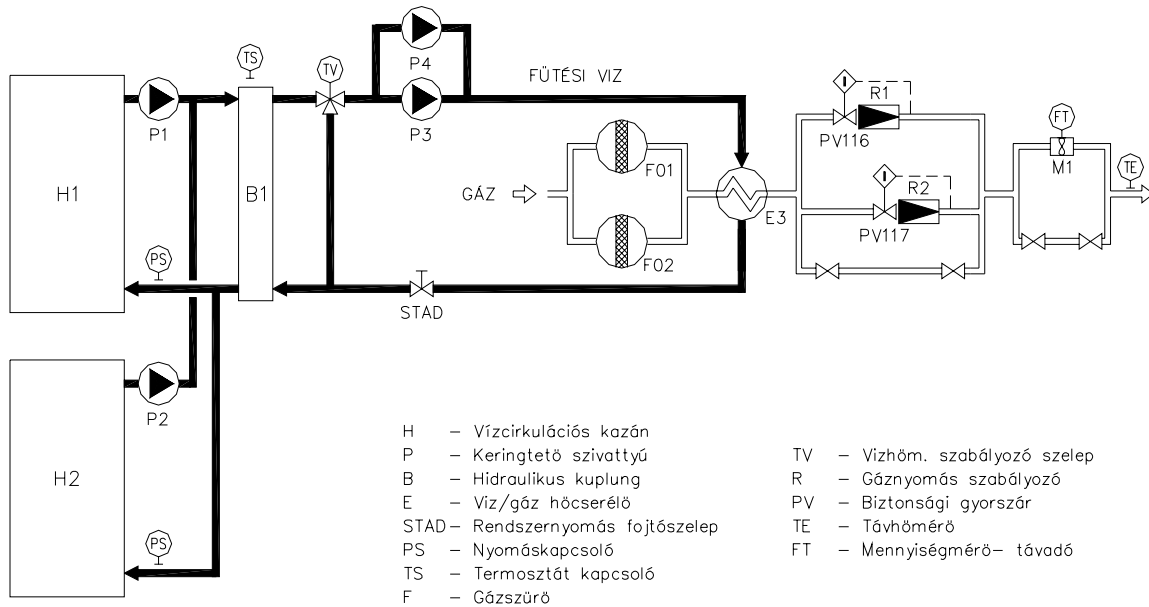 P4
TS
TV
P1
P3
FŰTÉSI VIZ
R1
PV116
FT
M1
TE
F01
H1
B1
GÁZ
E3
R2
PV117
F02
PS
STAD
P2
H2
PS
H – Vízcirkulációs kazán
P – Keringtetö szivattyú
B – Hidraulikus kuplung
E – Viz/gáz höcserélö
STAD – Rendszernyomás fojtószelep
PS – Nyomáskapcsoló
TS – Termosztát kapcsoló
F – Gázszürö
TV – Vizhöm. szabályozó szelep
R – Gáznyomás szabályozó
PV – Biztonsági gyorszár
TE – Távhömérö
FT – Mennyiségmérö– távadó